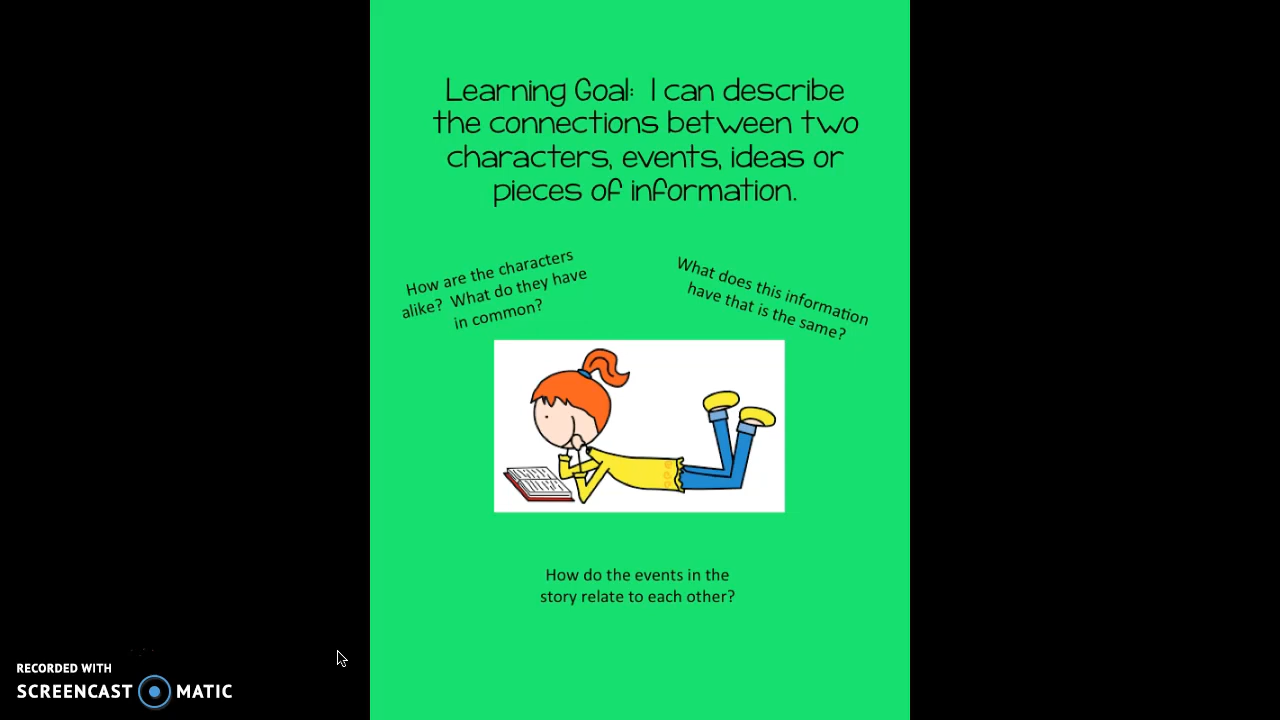 Learning Goal:  I can describe
the connections between two
characters, events, ideas or
pieces of information.
How are the characters
alike?  What do they have
in common?
What does this information
have that is the same?
How do the events in the
story relate to each other?
RECORDED WITH
SCREENCAST MATIC